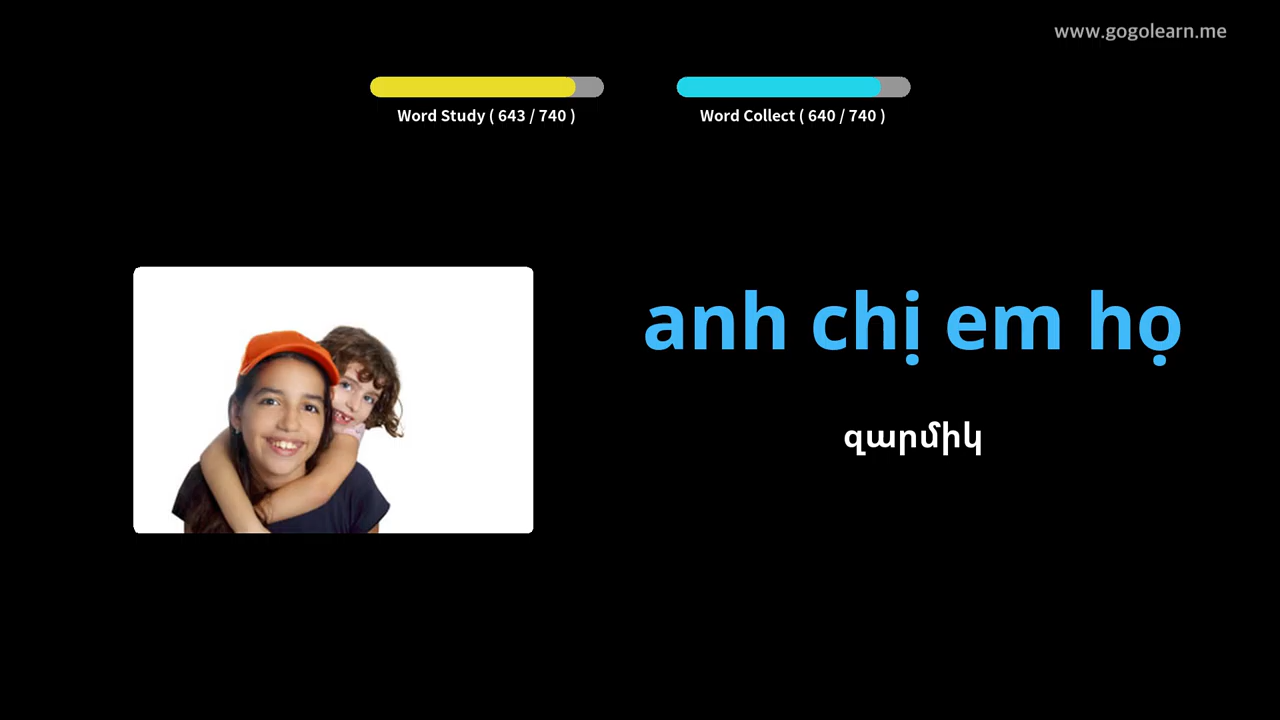 www.gogolearn.me
Word Study ( 643 / 740 )
Word Collect ( 640 / 740 )
anh chị em họ
զարմիկ